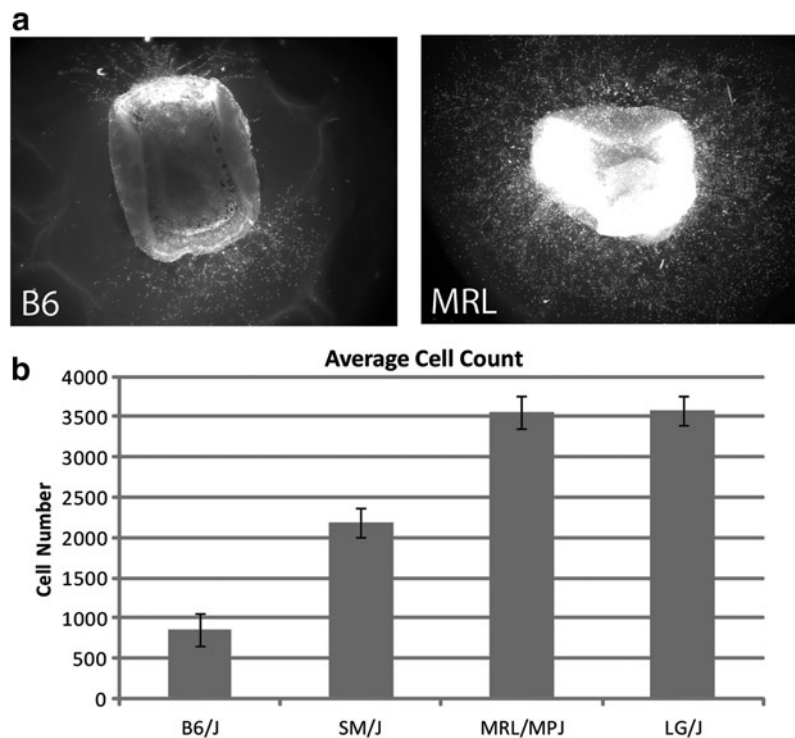 a
B6
MRL
b
Average Cell Count
4000
3500
3000
2500
2000
1500
1000
500
0
Cell Number
B6/J SM/J MRL/MPJ LG/J